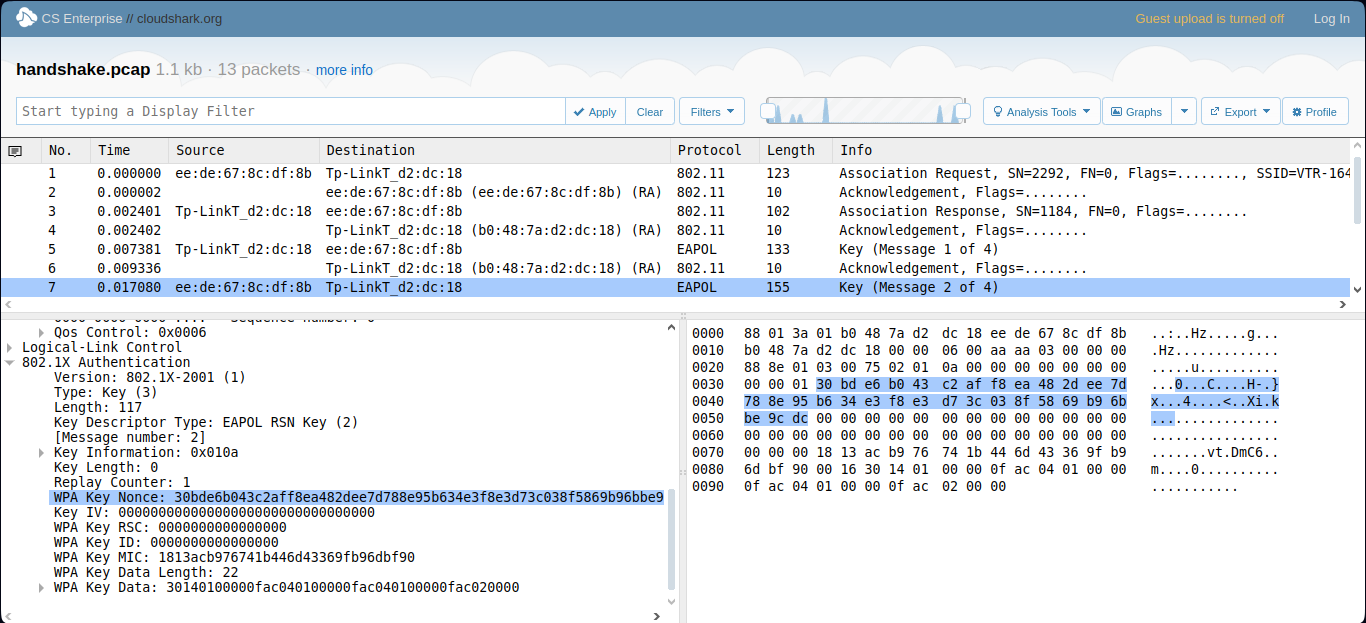 CS Enterprise // cloudshark.org Guest upload is turned off Log In
handshake.pcap 1.1 kb · 13 packets · more info
Start typing a Display Filter Apply Clear Filters Analysis Tools Graphs Export Profile
No. Time Source Destination Protocol Length Info
1 0.000000 ee:de:67:8c:df:8b Tp-LinkT_d2:dc:18 802.11 123 Association Request, SN=2292, FN=0, Flags=........, SSID=VTR-164
2 0.000002 ee:de:67:8c:df:8b (ee:de:67:8c:df:8b) (RA) 802.11 10 Acknowledgement, Flags=........
3 0.002401 Tp-LinkT_d2:dc:18 ee:de:67:8c:df:8b 802.11 102 Association Response, SN=1184, FN=0, Flags=........
4 0.002402 Tp-LinkT_d2:dc:18 (b0:48:7a:d2:dc:18) (RA) 802.11 10 Acknowledgement, Flags=........
5 0.007381 Tp-LinkT_d2:dc:18 ee:de:67:8c:df:8b EAPOL 133 Key (Message 1 of 4)
6 0.009336 Tp-LinkT_d2:dc:18 (b0:48:7a:d2:dc:18) (RA) 802.11 10 Acknowledgement, Flags=........
7 0.017080 ee:de:67:8c:df:8b Tp-LinkT_d2:dc:18 EAPOL 155 Key (Message 2 of 4)
Qos Control: 0x0006
Logical-Link Control
802.1X Authentication
Version: 802.1X-2001 (1)
Type: Key (3)
Length: 117
Key Descriptor Type: EAPOL RSN Key (2)
[Message number: 2]
Key Information: 0x010a
Key Length: 0
Replay Counter: 1
WPA Key Nonce: 30bde6b043c2aff8ea482dee7d788e95b634e3f8e3d73c038f5869b96bbe9
Key IV: 00000000000000000000000000000000
WPA Key RSC: 0000000000000000
WPA Key ID: 0000000000000000
WPA Key MIC: 1813acb976741b446d43369fb96dbf90
WPA Key Data Length: 22
WPA Key Data: 30140100000fac040100000fac040100000fac020000
0000 88 01 3a 01 b0 48 7a d2 dc 18 ee de 67 8c df 8b ..:..Hz.....g...
0010 b0 48 7a d2 dc 18 00 00 06 00 aa aa 03 00 00 00 .Hz.............
0020 88 8e 01 03 00 75 02 01 0a 00 00 00 00 00 00 00 .....u..........
0030 00 00 01 30 bd e6 b0 43 c2 af f8 ea 48 2d ee 7d ...0...C....H-.}
0040 78 8e 95 b6 34 e3 f8 e3 d7 3c 03 8f 58 69 b9 6b x...4....<..Xi.k
0050 be 9c dc 00 00 00 00 00 00 00 00 00 00 00 00 00 ................
0060 00 00 00 00 00 00 00 00 00 00 00 00 00 00 00 00 ................
0070 00 00 00 00 18 13 ac b9 76 74 1b 44 6d 43 36 9f b9 .......vt.DmC6..
0080 6d bf 90 00 16 30 14 01 00 00 0f ac 04 01 00 00 m....0..........
0090 0f ac 04 01 00 00 0f ac 02 00 00 ...........